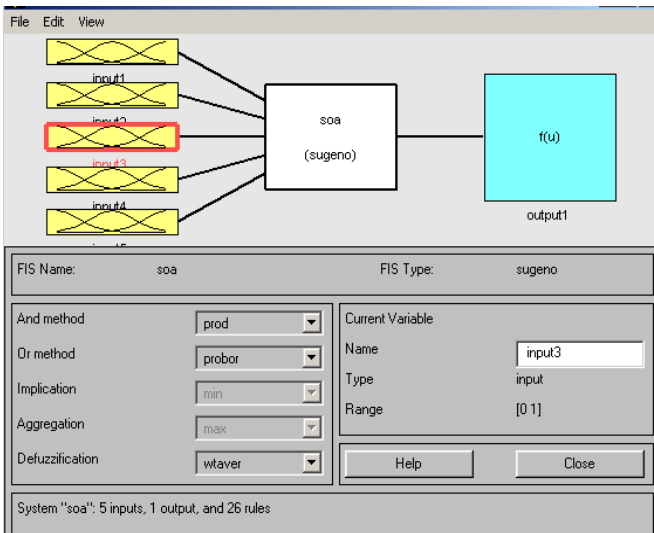 File Edit View
input1
input2
input3
input4
input5
soa
(sugeno)
f(u)
output1
FIS Name: soa FIS Type: sugeno
And method prod
Or method probor
Implication min
Aggregation max
Defuzzification wtaver
Current Variable
Name input3
Type input
Range [0 1]
Help Close
System "soa": 5 inputs, 1 output, and 26 rules